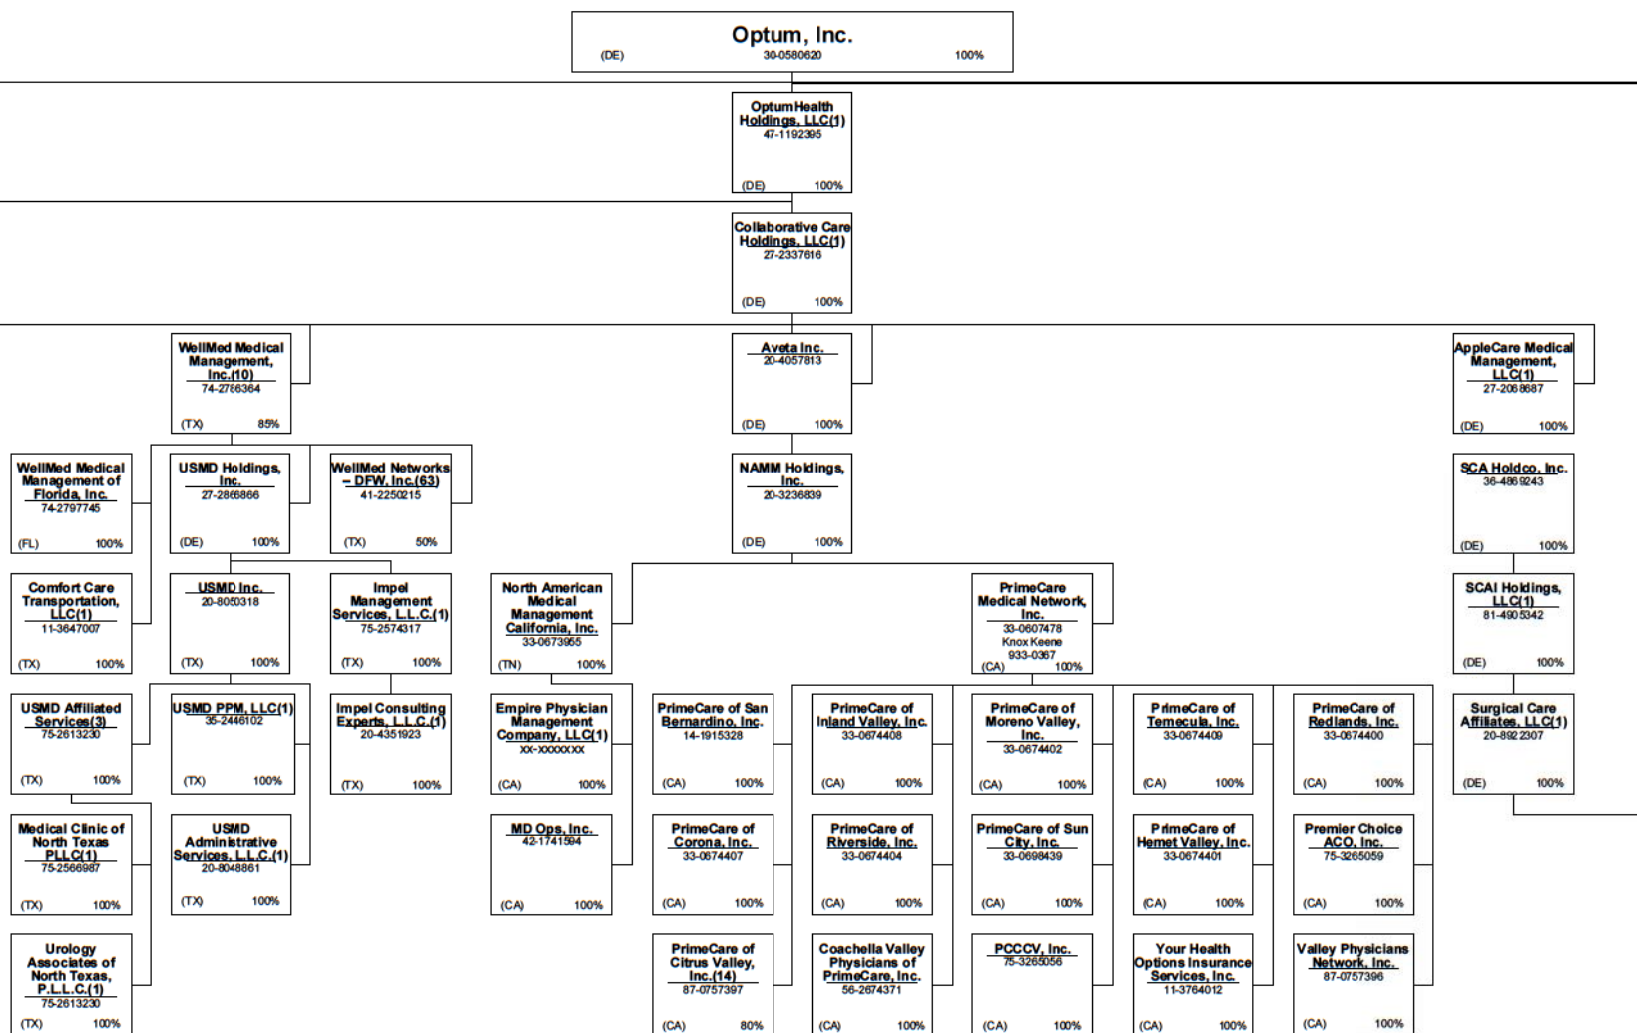 Optum, Inc.
(DE) 30-0580620 100%
OptumHealth
Holdings, LLC(1)
47-1192395
(DE) 100%
Collaborative Care
Holdings, LLC(1)
27-2337616
(DE) 100%
WellMed Medical
Management,
Inc.(10)
74-2786364
(TX) 85%
Aveta Inc.
20-4057813
(DE) 100%
AppleCare Medical
Management,
LLC(1)
27-2068687
(DE) 100%
WellMed Medical
Management of
Florida, Inc.
74-2797745
(FL) 100%
USMD Holdings,
Inc.
27-2866866
(DE) 100%
WellMed Networks
– DFW, Inc.(63)
41-2250215
(TX) 50%
NAMM Holdings,
Inc.
20-3236839
(DE) 100%
SCA Holdco, Inc.
36-4869243
(DE) 100%
Comfort Care
Transportation,
LLC(1)
11-3647007
(TX) 100%
USMD Inc.
20-8050318
(TX) 100%
Impel
Management
Services, L.L.C.(1)
75-2574317
(TX) 100%
North American
Medical
Management
California, Inc.
33-0673955
(TN) 100%
PrimeCare
Medical Network,
Inc.
33-0607478
Knox Keene
933-0367
(CA) 100%
SCAI Holdings,
LLC(1)
81-4905342
(DE) 100%
USMD Affiliated
Services(3)
75-2613230
(TX) 100%
USMD PPM, LLC(1)
35-2446102
(TX) 100%
Impel Consulting
Experts, L.L.C.(1)
20-4351923
(TX) 100%
Empire Physician
Management
Company, LLC(1)
xx-xxxxxxx
(CA) 100%
PrimeCare of San
Bernardino, Inc.
14-1915328
(CA) 100%
PrimeCare of
Inland Valley, Inc.
33-0674408
(CA) 100%
PrimeCare of
Moreno Valley,
Inc.
33-0674402
(CA) 100%
PrimeCare of
Temecula, Inc.
33-0674409
(CA) 100%
PrimeCare of
Redlands, Inc.
33-0674400
(CA) 100%
Surgical Care
Affiliates, LLC(1)
20-8922307
(DE) 100%
Medical Clinic of
North Texas
PLLC(1)
75-2566987
(TX) 100%
USMD
Administrative
Services, L.L.C.(1)
20-8048861
(TX) 100%
MD Ops, Inc.
42-1741594
(CA) 100%
PrimeCare of
Corona, Inc.
33-0674407
(CA) 100%
PrimeCare of
Riverside, Inc.
33-0674404
(CA) 100%
PrimeCare of Sun
City, Inc.
33-0698439
(CA) 100%
PrimeCare of
Hemet Valley, Inc.
33-0674401
(CA) 100%
Premier Choice
ACO, Inc.
75-3265059
(CA) 100%
Urology
Associates of
North Texas,
P.L.L.C.(1)
75-2613230
(TX) 100%
PrimeCare of
Citrus Valley,
Inc.(14)
87-0757397
(CA) 80%
Coachella Valley
Physicians of
PrimeCare, Inc.
56-2674371
(CA) 100%
PCCCV, Inc.
75-3265056
(CA) 100%
Your Health
Options Insurance
Services, Inc.
11-3764012
(CA) 100%
Valley Physicians
Network, Inc.
87-0757396
(CA) 100%